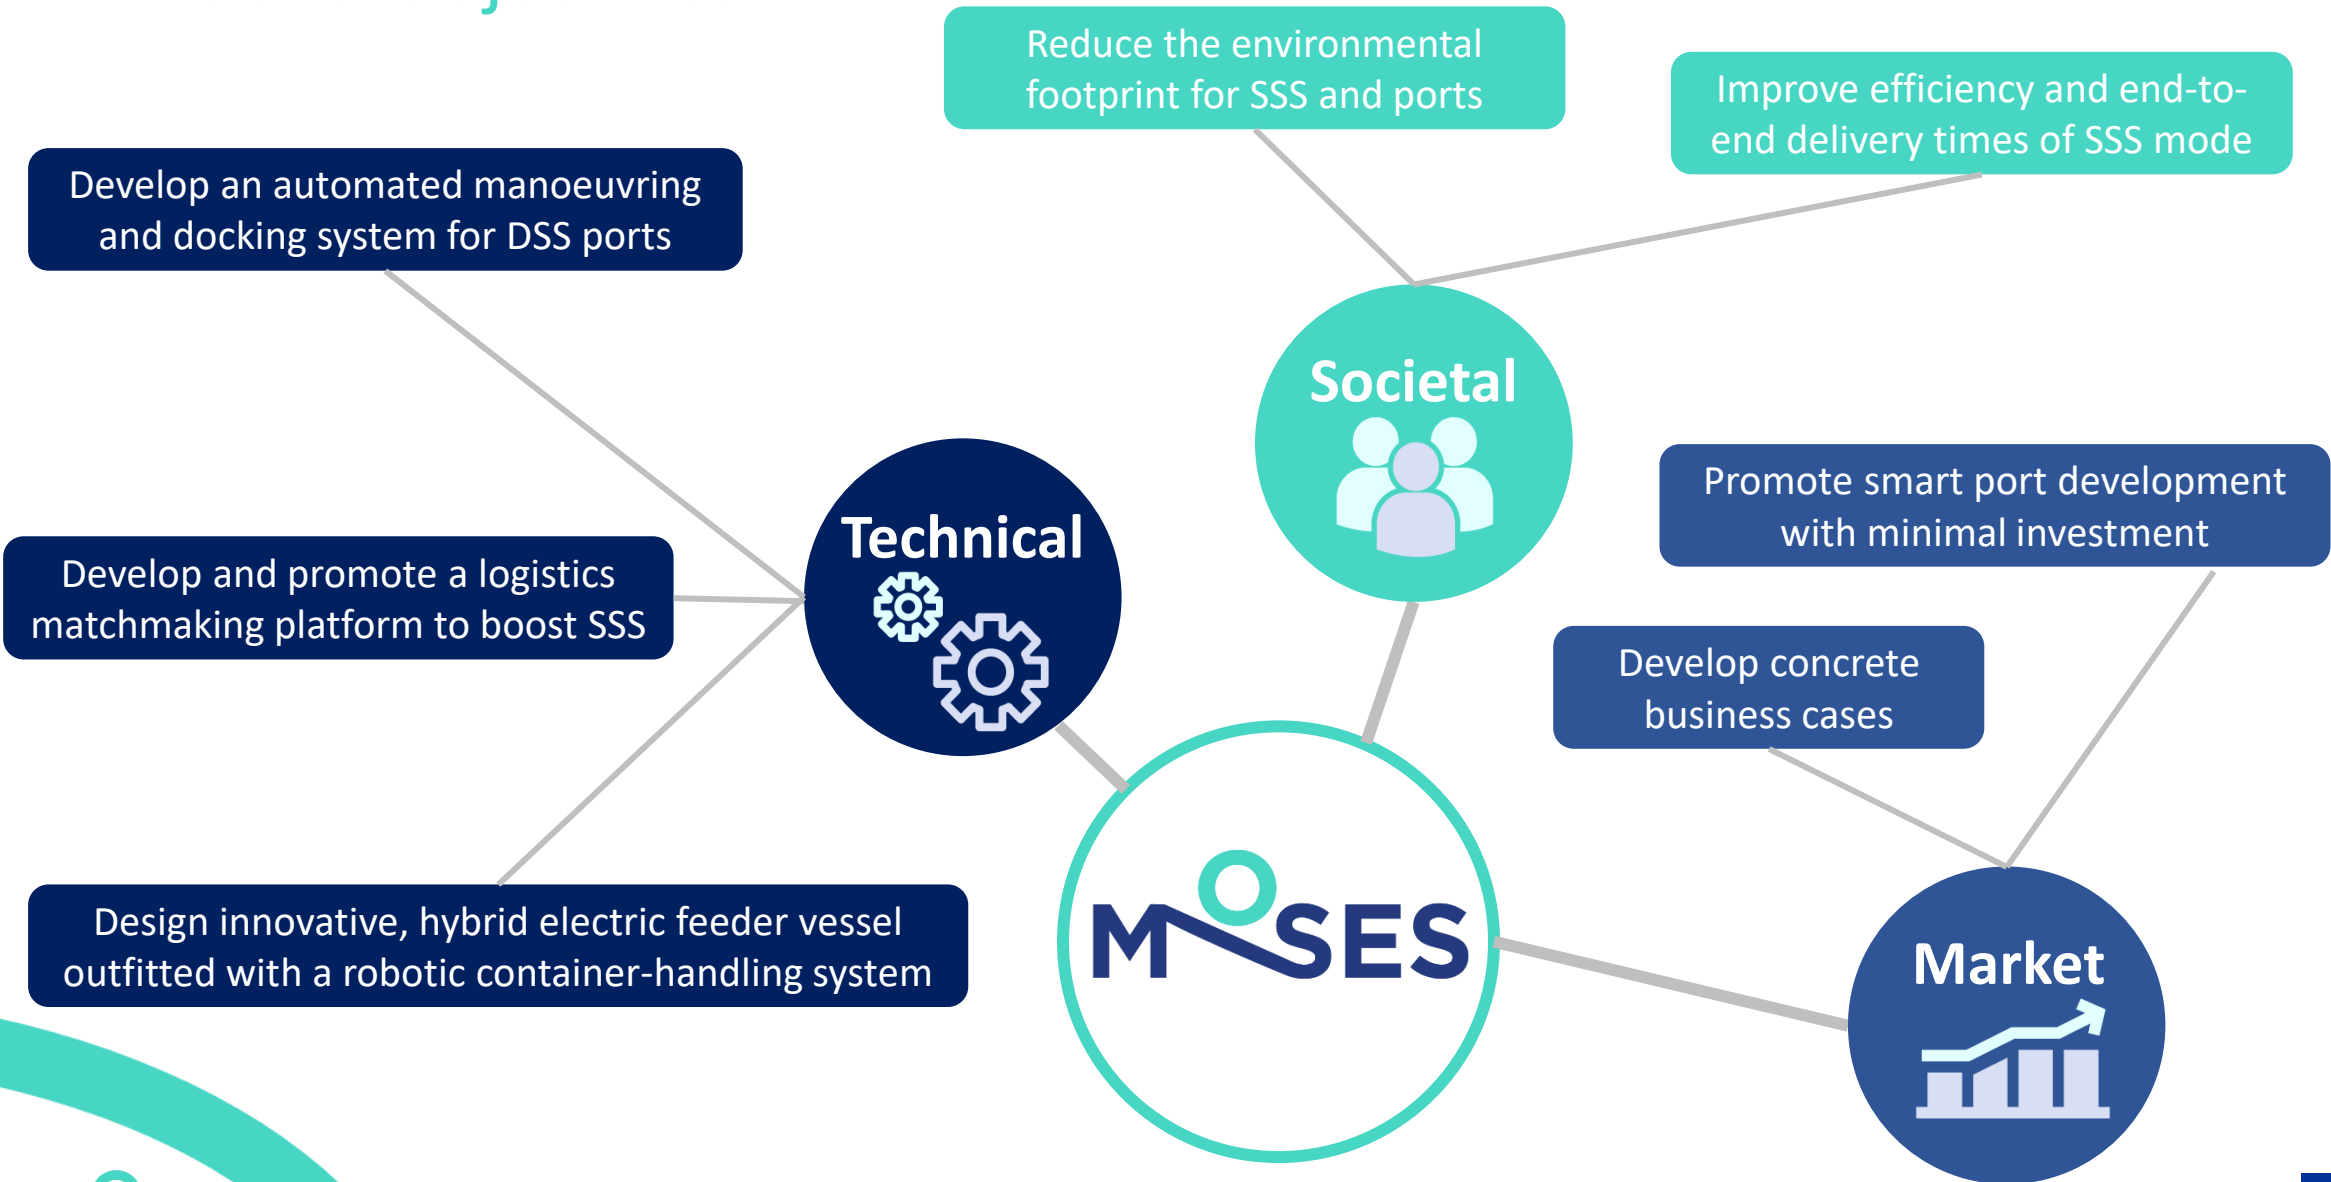 Reduce the environmental
footprint for SSS and ports
Improve efficiency and end-to-
end delivery times of SSS mode
Develop an automated manoeuvring
and docking system for DSS ports
Societal
Promote smart port development
with minimal investment
Technical
Develop and promote a logistics
matchmaking platform to boost SSS
Develop concrete
business cases
Design innovative, hybrid electric feeder vessel
outfitted with a robotic container-handling system
MOSES
Market